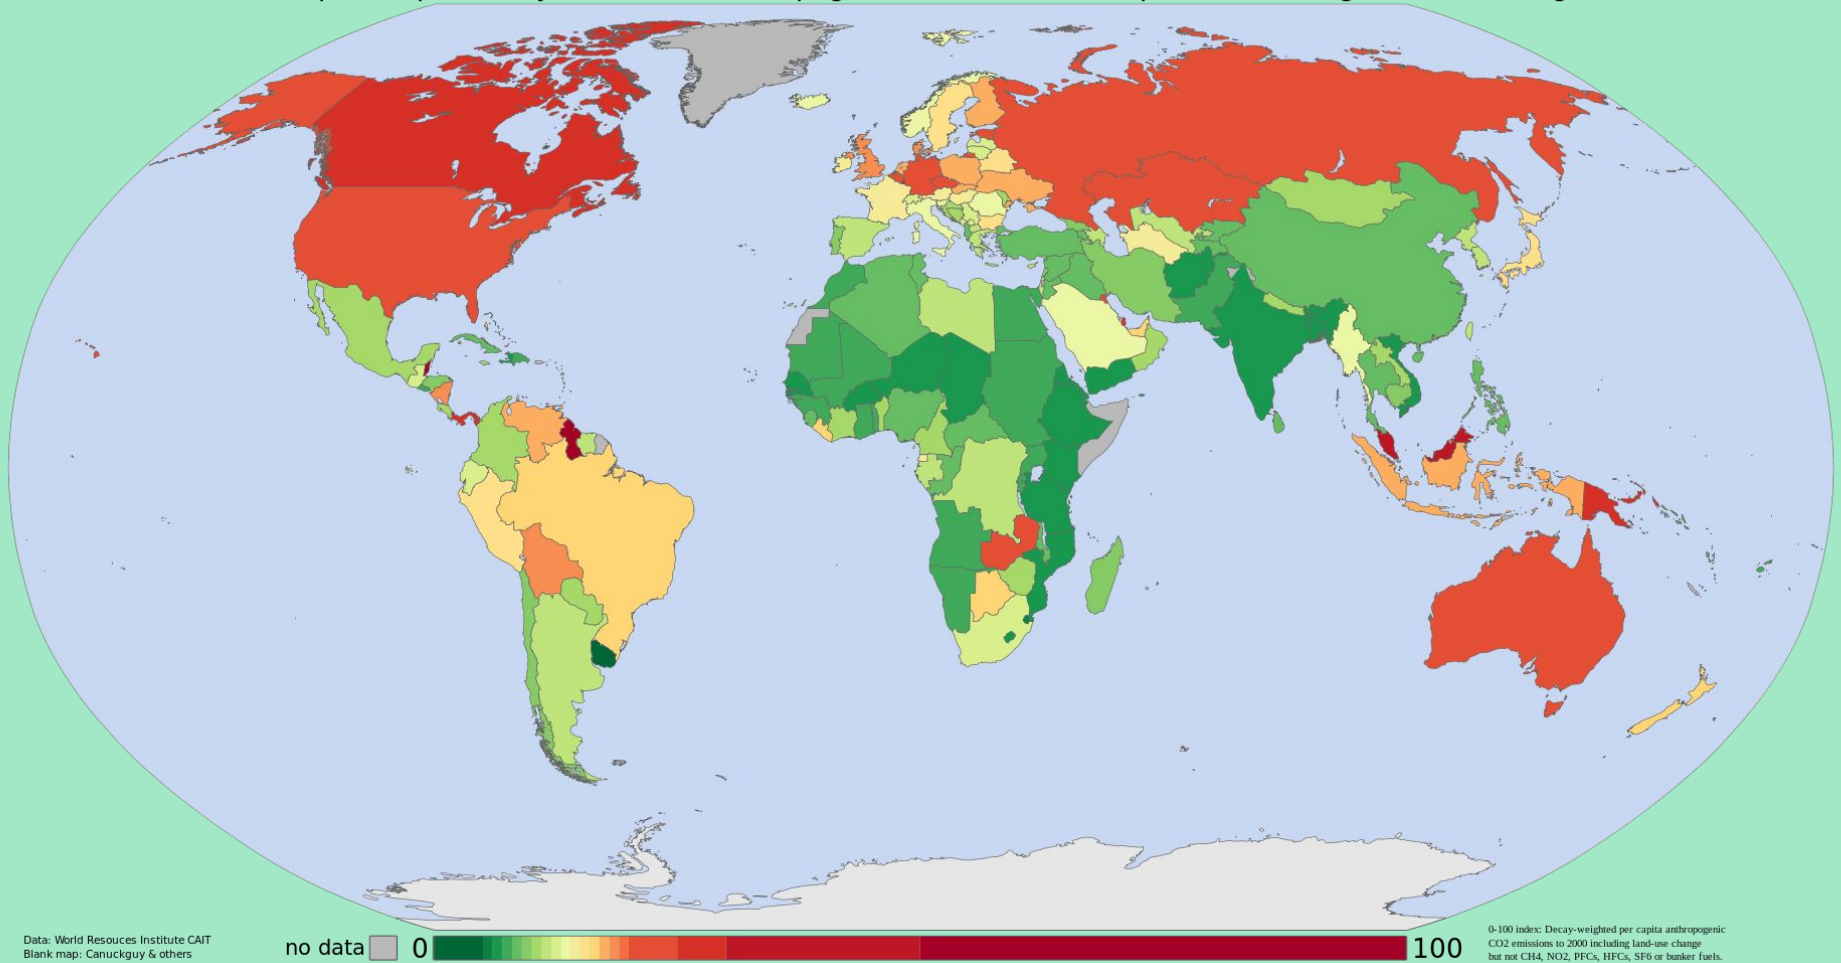 Data: World Resouces Institute CAIT
Blank map: Canuckguy & others
no data
0
100
0-100 index: Decay-weighted per capita anthropogenic
CO2 emissions to 2000 including land-use change
but not CH4, NO2, PFCs, HFCs, SF6 or bunker fuels.